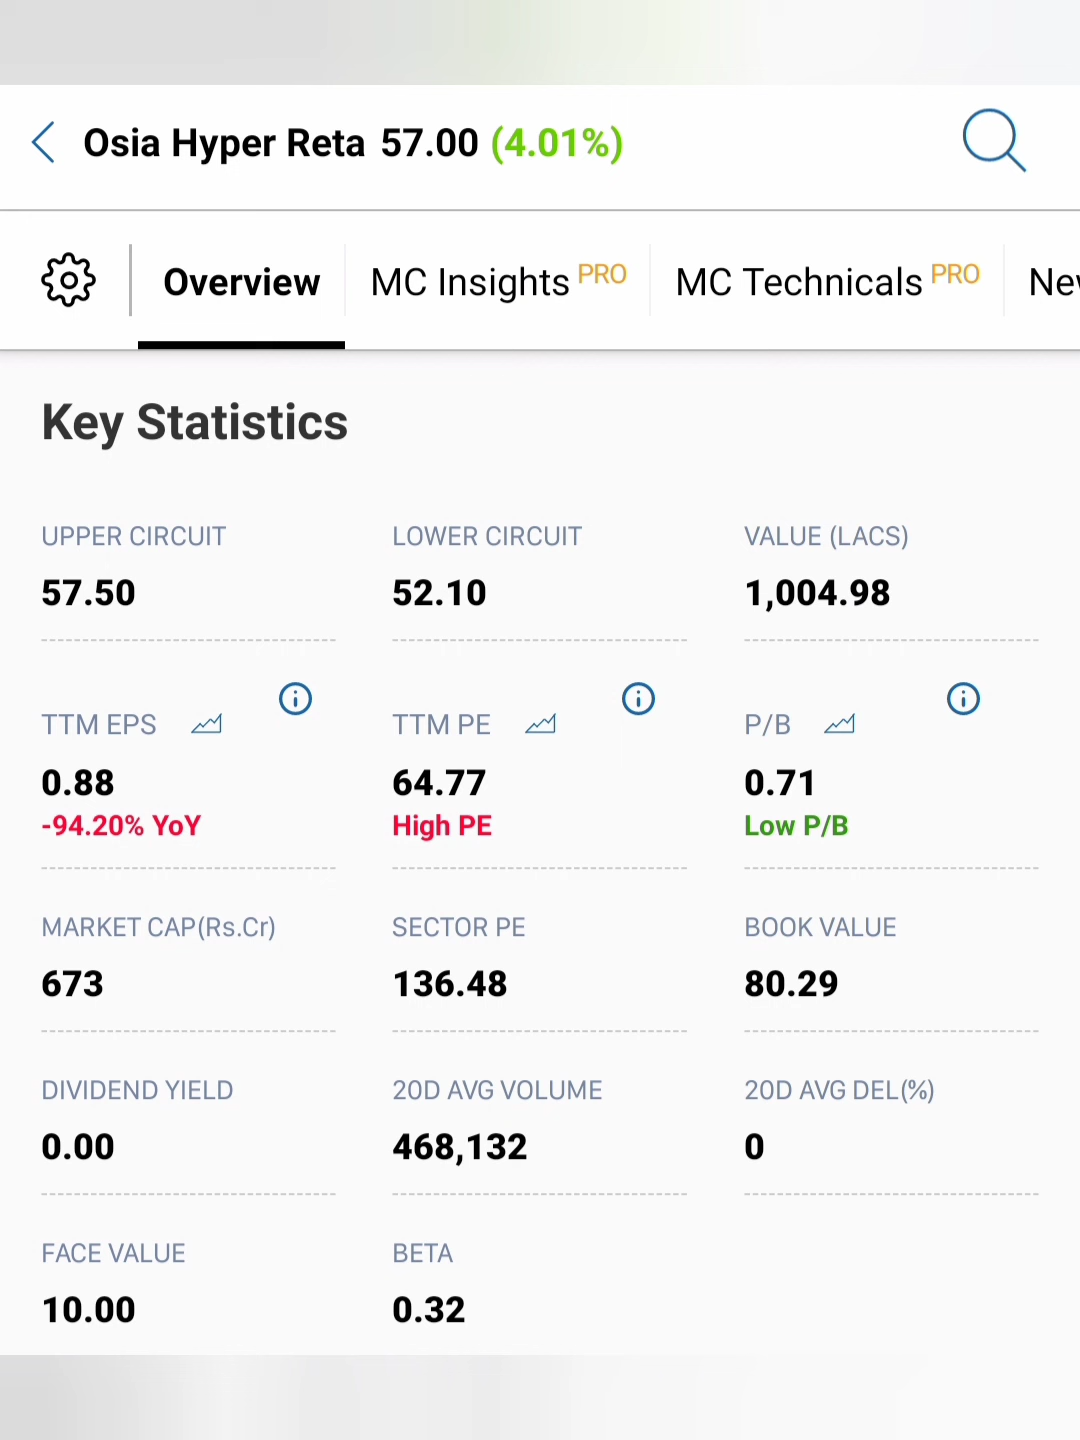 Osia Hyper Reta 57.00 (4.01%)
Overview MC Insights PRO MC Technicals PRO
Key Statistics
UPPER CIRCUIT LOWER CIRCUIT VALUE (LACS)
57.50 52.10 1,004.98
TTM EPS TTM PE P/B
0.88 64.77 0.71
-94.20% YoY High PE Low P/B
MARKET CAP(Rs.Cr) SECTOR PE BOOK VALUE
673 136.48 80.29
DIVIDEND YIELD 20D AVG VOLUME 20D AVG DEL(%)
0.00 468,132 0
FACE VALUE BETA
10.00 0.32